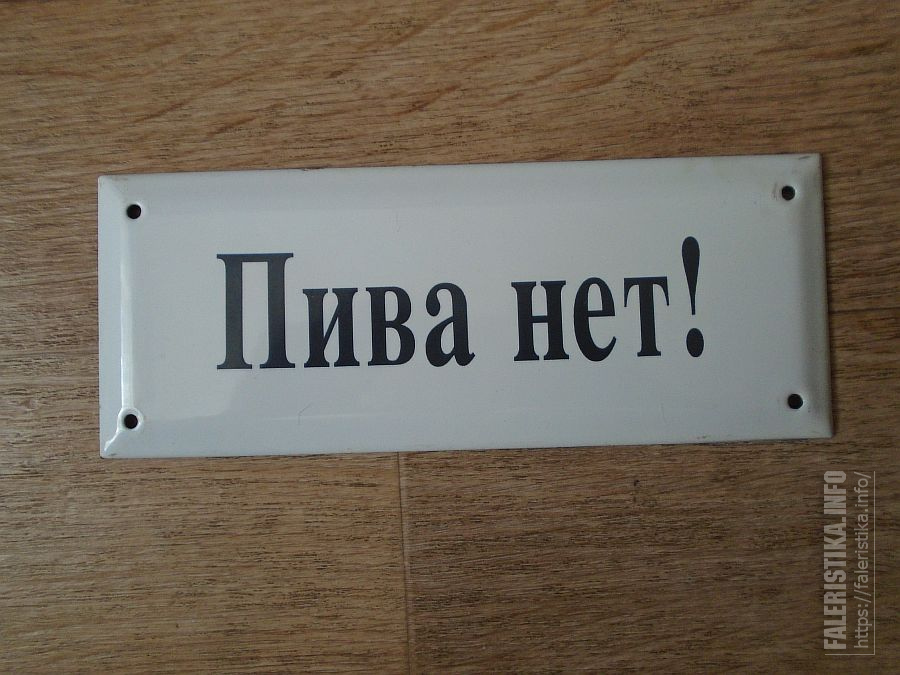 Пива нет!
FALERISTIKA.INFO
https://faleristika.info/